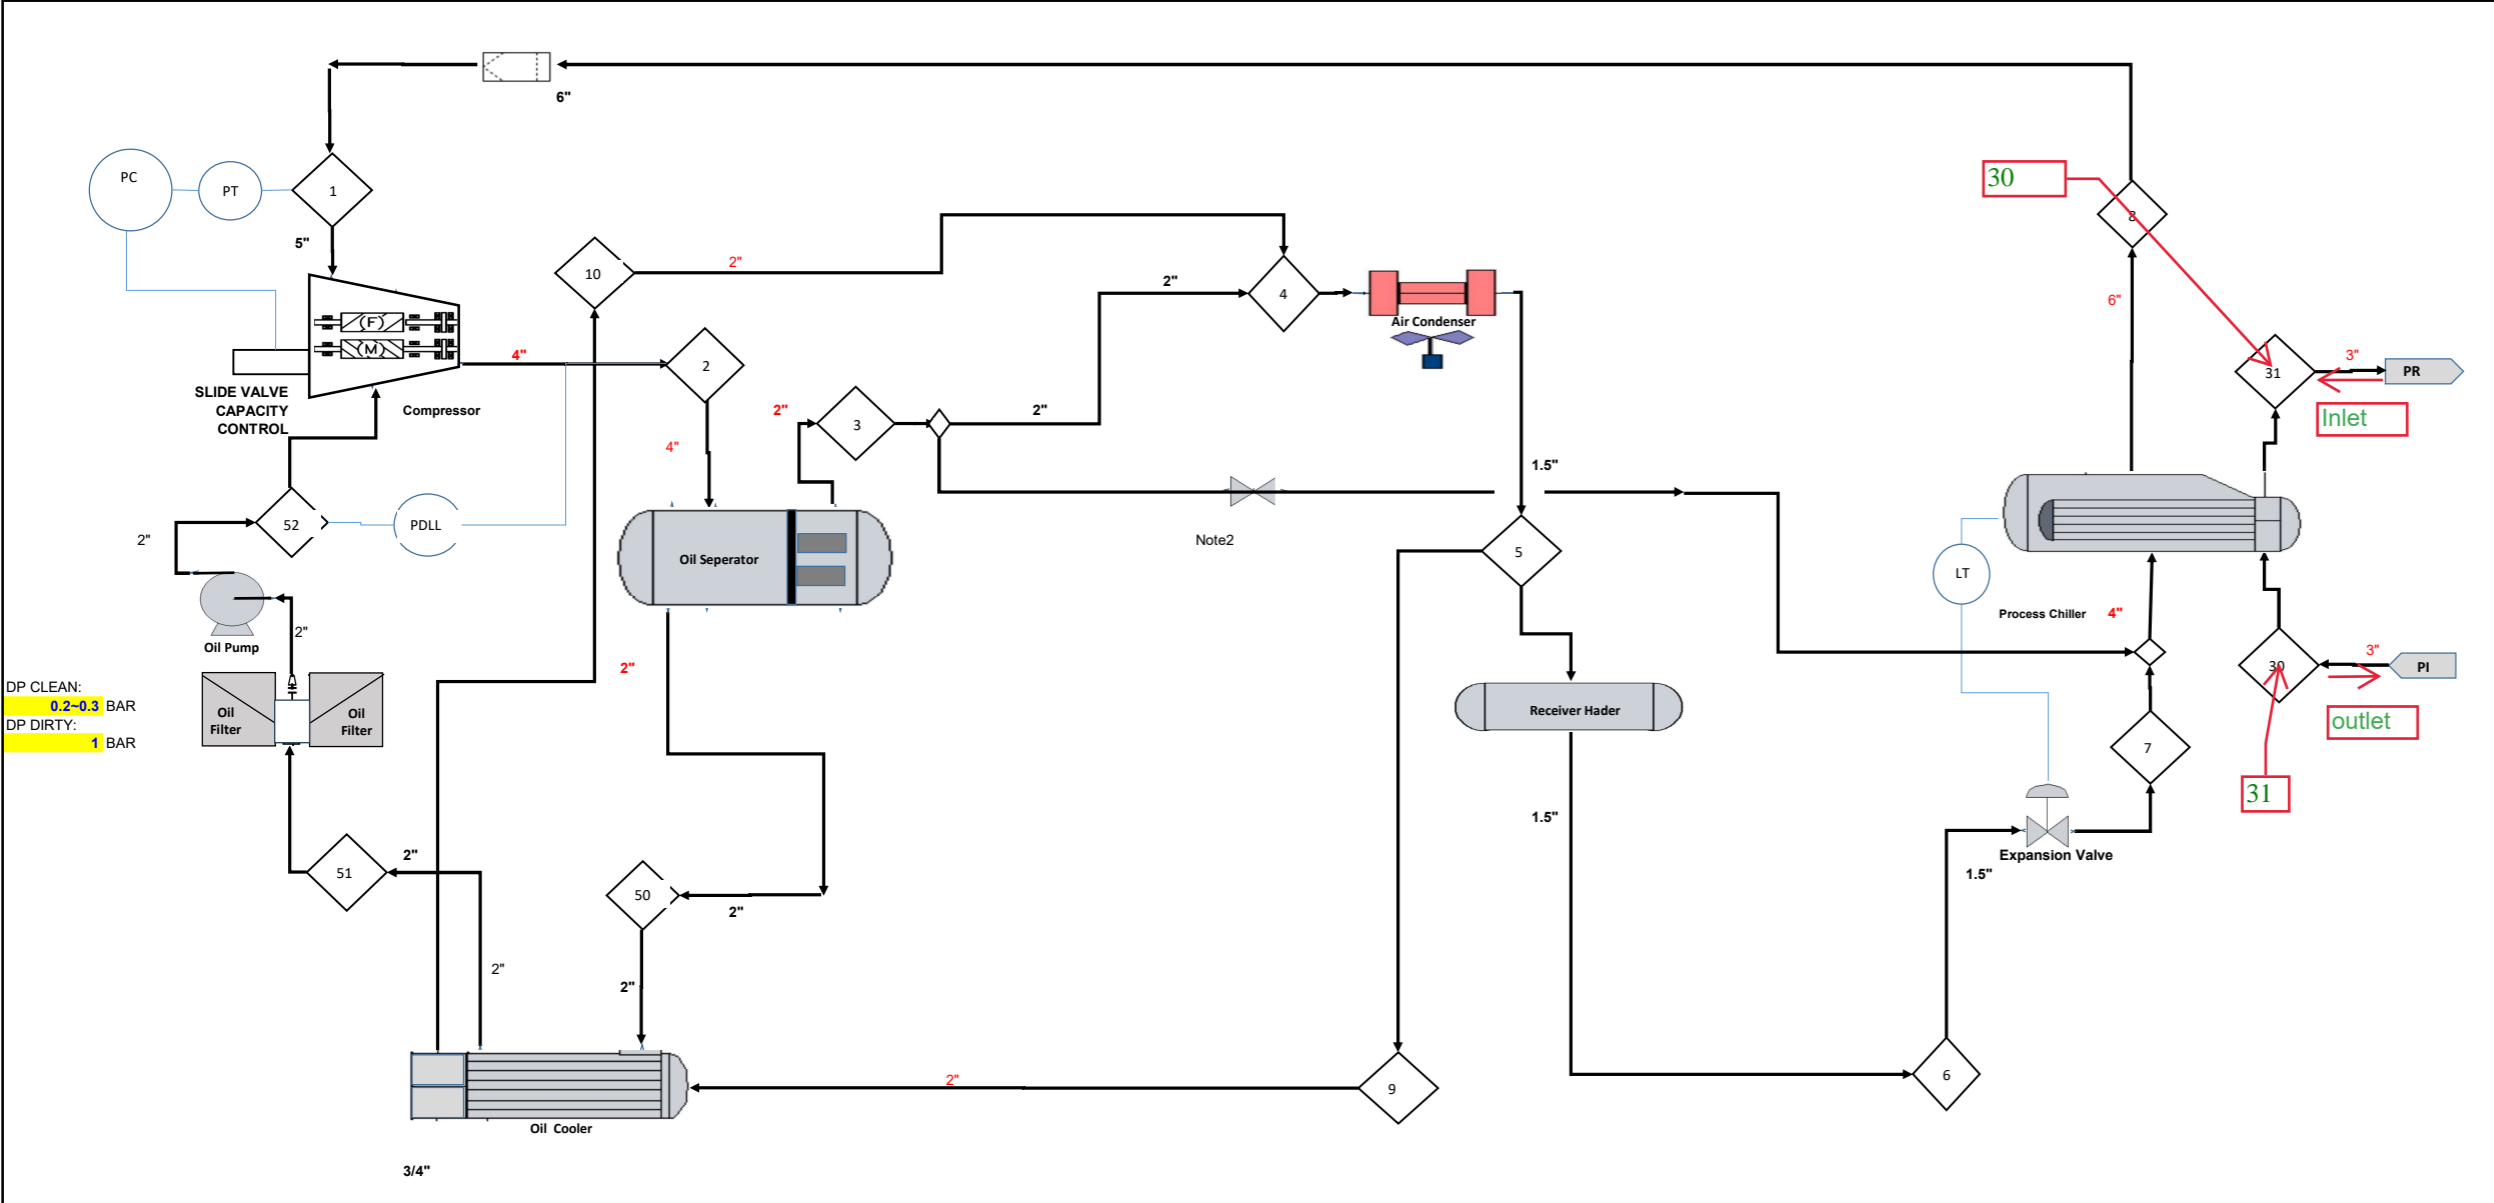 6"
30
PC
PT
1
8
5"
10
2"
2"
4
6"
(F)
(M)
4"
2
Air Condenser
31
3"
PR
SLIDE VALVE
CAPACITY
CONTROL
Compressor
2"
3
2"
Inlet
4"
1.5"
52
PDLL
2"
Note2
5
Oil Seperator
LT
Process Chiller
4"
2"
Oil Pump
2"
30
3"
PI
DP CLEAN:
0.2~0.3 BAR
DP DIRTY:
1 BAR
Oil
Filter
Oil
Filter
Receiver Hader
outlet
7
31
1.5"
Expansion Valve
51
2"
1.5"
50
2"
2"
2"
2"
9
6
Oil Cooler
3/4"